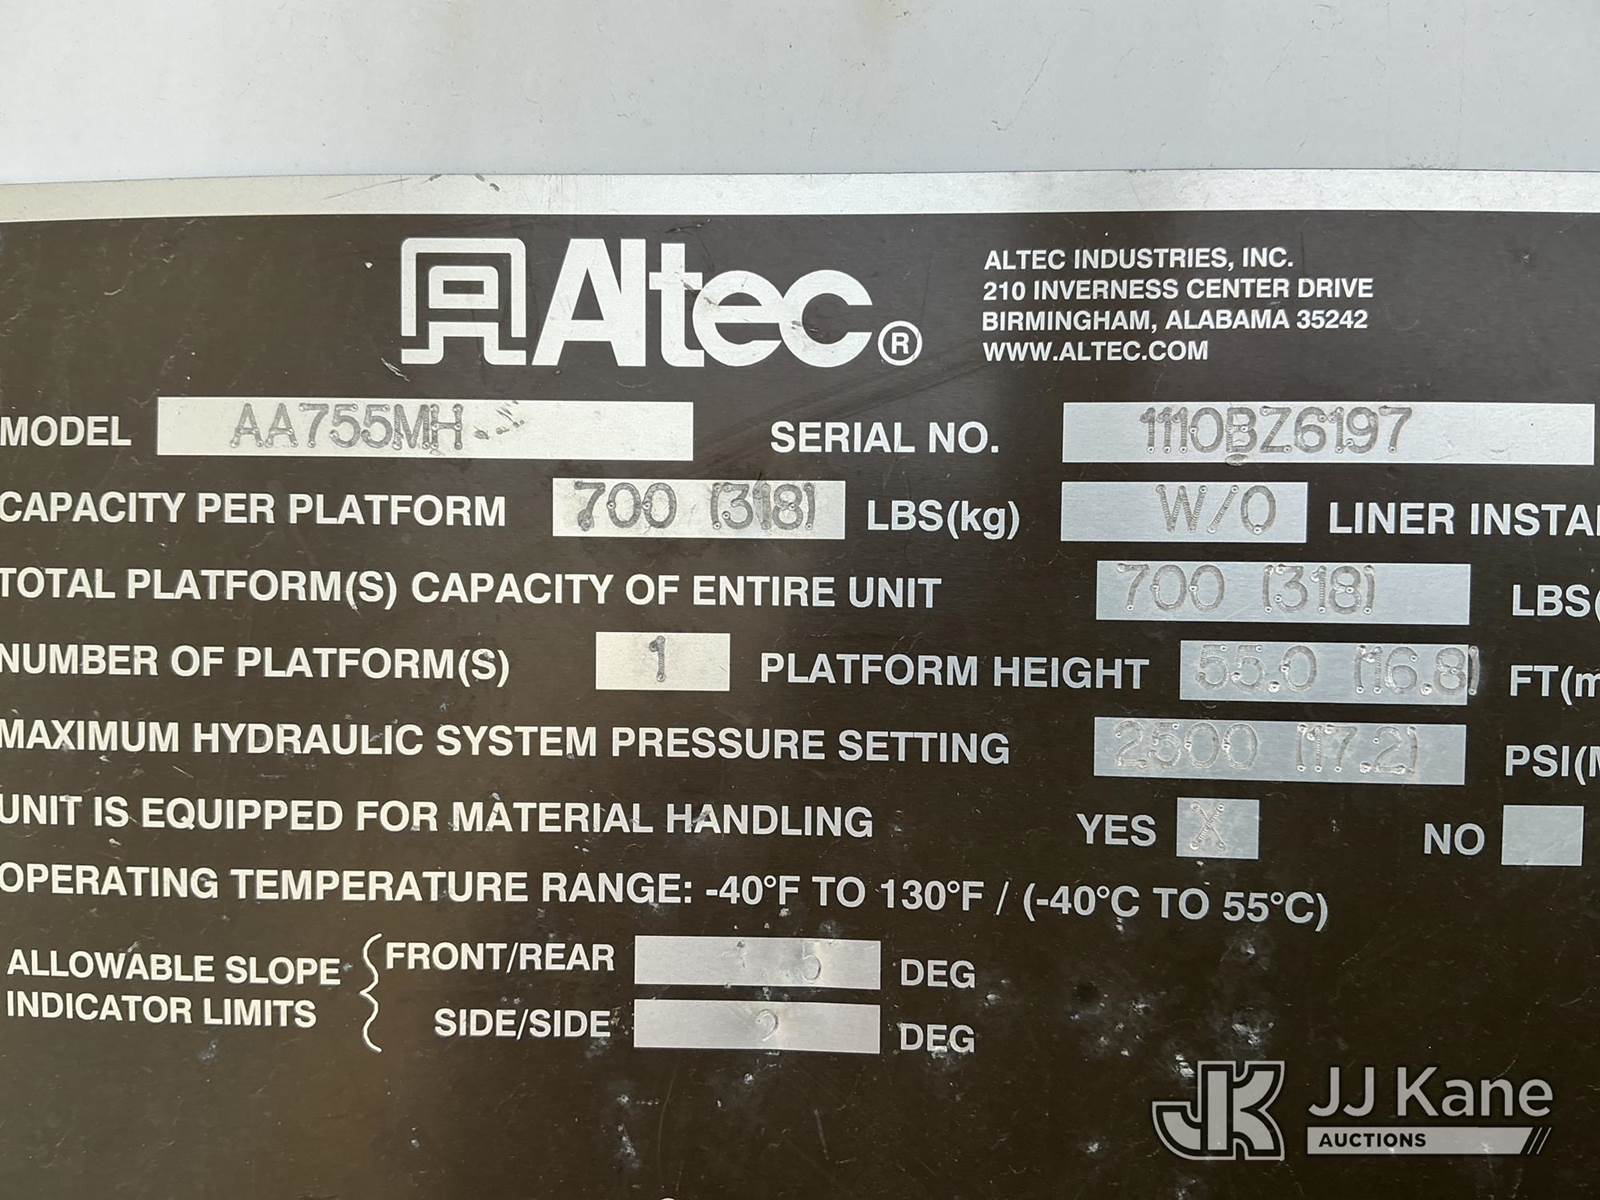 Altec®
ALTEC INDUSTRIES, INC.
210 INVERNESS CENTER DRIVE
BIRMINGHAM, ALABAMA 35242
WWW.ALTEC.COM
MODEL AA755MH SERIAL NO. 1110BZ6197
CAPACITY PER PLATFORM 700 (318) LBS(kg) W/O LINER INSTA
TOTAL PLATFORM(S) CAPACITY OF ENTIRE UNIT 700 (318) LBS(
NUMBER OF PLATFORM(S) 1 PLATFORM HEIGHT 55.0 (16.8) FT(m
MAXIMUM HYDRAULIC SYSTEM PRESSURE SETTING 2500 (17.2) PSI(M
UNIT IS EQUIPPED FOR MATERIAL HANDLING YES X NO
OPERATING TEMPERATURE RANGE: -40°F TO 130°F / (-40°C TO 55°C)
ALLOWABLE SLOPE INDICATOR LIMITS
FRONT/REAR DEG
SIDE/SIDE 2 DEG
JK JJ Kane
AUCTIONS